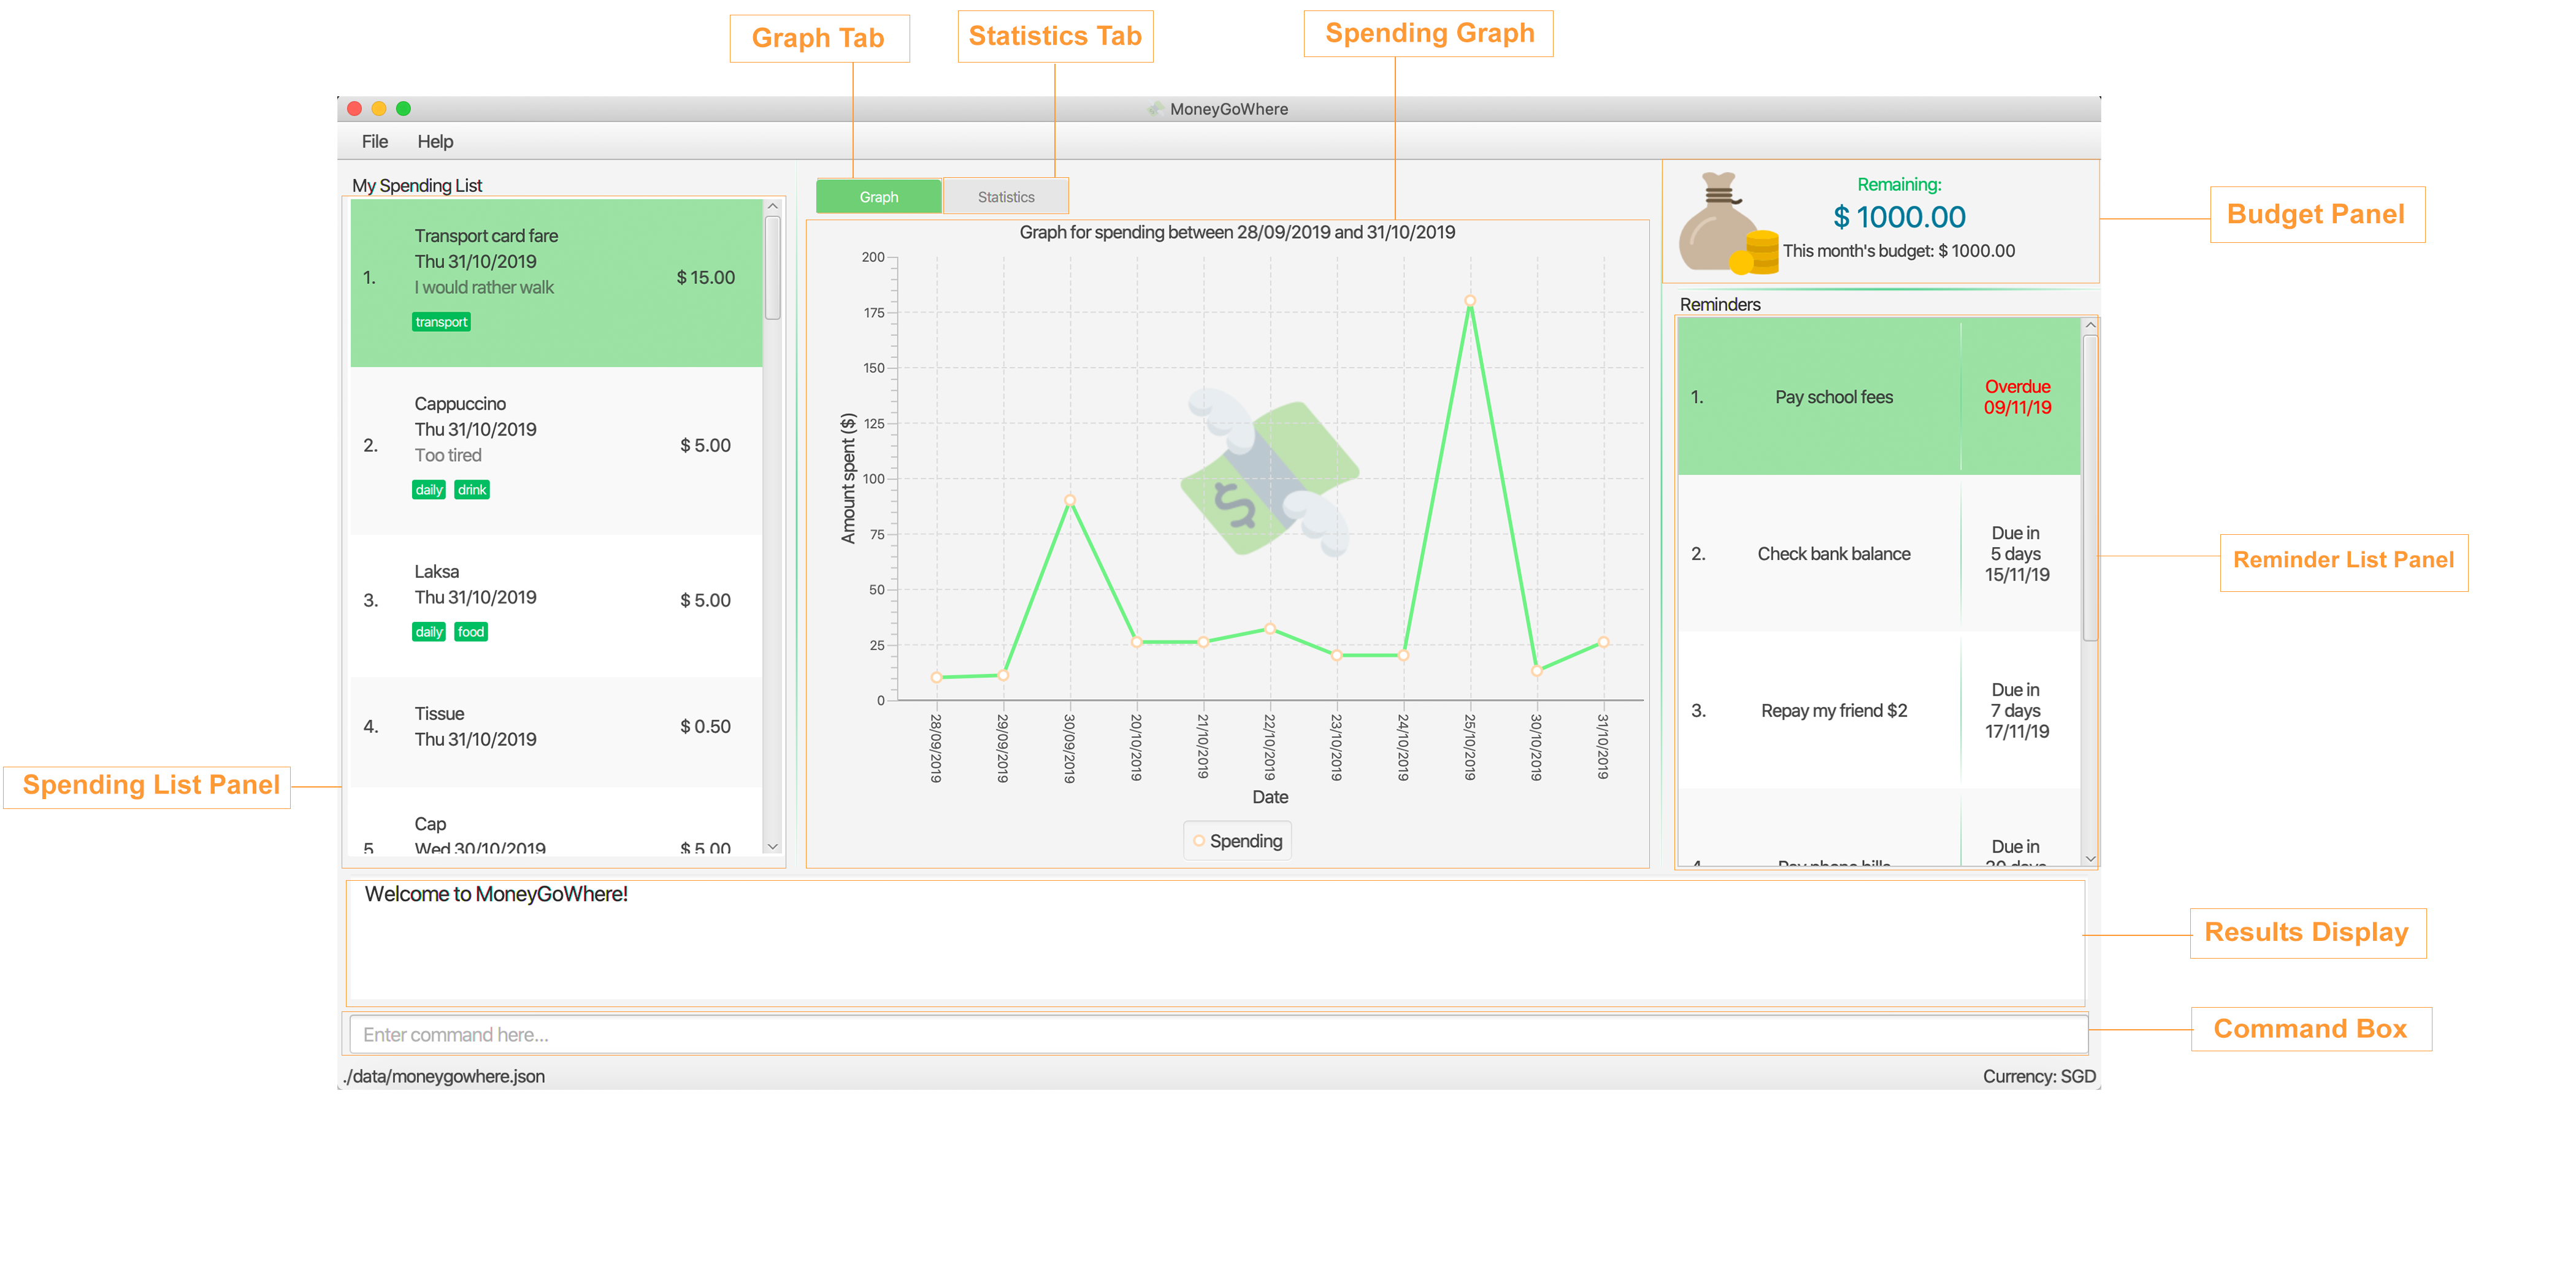 Graph Tab
Statistics Tab
Spending Graph
MoneyGoWhere
File Help
My Spending List
1.
Transport card fare
Thu 31/10/2019
I would rather walk
transport
$ 15.00
2.
Cappuccino
Thu 31/10/2019
Too tired
daily drink
$ 5.00
3.
Laksa
Thu 31/10/2019
daily food
$ 5.00
4.
Tissue
Thu 31/10/2019
$ 0.50
5
Cap
Wed 30/10/2019
$ 5.00
Spending List Panel
Graph
Statistics
Graph for spending between 28/09/2019 and 31/10/2019
Amount spent ($)
200
175
150
125
100
75
50
25
0
28/09/2019
29/09/2019
30/09/2019
20/10/2019
21/10/2019
22/10/2019
23/10/2019
24/10/2019
25/10/2019
30/10/2019
31/10/2019
Date
Spending
Remaining:
$ 1000.00
This month's budget: $ 1000.00
Budget Panel
Reminders
1.
Pay school fees
Overdue
09/11/19
2.
Check bank balance
Due in
5 days
15/11/19
3.
Repay my friend $2
Due in
7 days
17/11/19
4
Pay phone bills
Due in
20 days
Reminder List Panel
Welcome to MoneyGoWhere!
Results Display
Enter command here...
Command Box
./data/moneygowhere.json
Currency: SGD